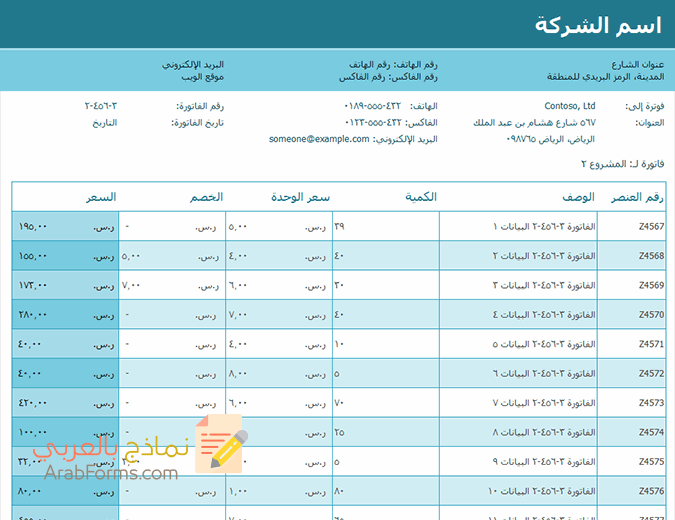 اسم الشركة
عنوان الشارع رقم الهاتف: رقم الهاتف البريد الإلكتروني
المدينة، الرمز البريدي للمنطقة رقم الفاكس: رقم الفاكس موقع الويب
فوترة إلى: Contoso, Ltd الهاتف: ٤٣٢-٥٥٥-٠١٨٩ رقم الفاتورة: ٣-٤٥٦-٢
العنوان: ٥٦٧ شارع هشام بن عبد الملك الفاكس: ٤٣٢-٥٥٥-٠١٢٣ تاريخ الفاتورة: التاريخ
الرياض، الرياض ٠٩٨٧٦٥ البريد الإلكتروني: someone@example.com
فاتورة لـ: المشروع ٢
رقم العنصر الوصف الكمية سعر الوحدة الخصم السعر
Z4567 الفاتورة ٣-٤٥٦-٢ البيانات ١ ٣٩ ر.س. ٥,٠٠ ر.س. - ر.س. ١٩٥,٠٠
Z4568 الفاتورة ٣-٤٥٦-٢ البيانات ٢ ٤٠ ر.س. ٤,٠٠ ر.س. ٥,٠٠ ر.س. ١٥٥,٠٠
Z4569 الفاتورة ٣-٤٥٦-٢ البيانات ٣ ٣٠ ر.س. ٦,٠٠ ر.س. ٧,٠٠ ر.س. ١٧٣,٠٠
Z4570 الفاتورة ٣-٤٥٦-٢ البيانات ٤ ٤٠ ر.س. ٧,٠٠ ر.س. - ر.س. ٢٨٠,٠٠
Z4571 الفاتورة ٣-٤٥٦-٢ البيانات ٥ ١٠ ر.س. ٤,٠٠ ر.س. - ر.س. ٤٠,٠٠
Z4572 الفاتورة ٣-٤٥٦-٢ البيانات ٦ ٥ ر.س. ٨,٠٠ ر.س. - ر.س. ٤٠,٠٠
Z4573 الفاتورة ٣-٤٥٦-٢ البيانات ٧ ٧٠ ر.س. ٦,٠٠ ر.س. - ر.س. ٤٢٠,٠٠
Z4574 الفاتورة ٣-٤٥٦-٢ البيانات ٨ ٢٥ ر.س. ر.س. - ر.س. ١٠٠,٠٠
Z4575 الفاتورة ٣-٤٥٦-٢ البيانات ٩ ٥ ر.س. ر.س. ر.س. ٣٢,٠٠
Z4576 الفاتورة ٣-٤٥٦-٢ البيانات ١٠ ٨٠ ر.س. ١,٠٠ ر.س. - ر.س. ٨٠,٠٠
نماذج بالعربي
ArabForms.com